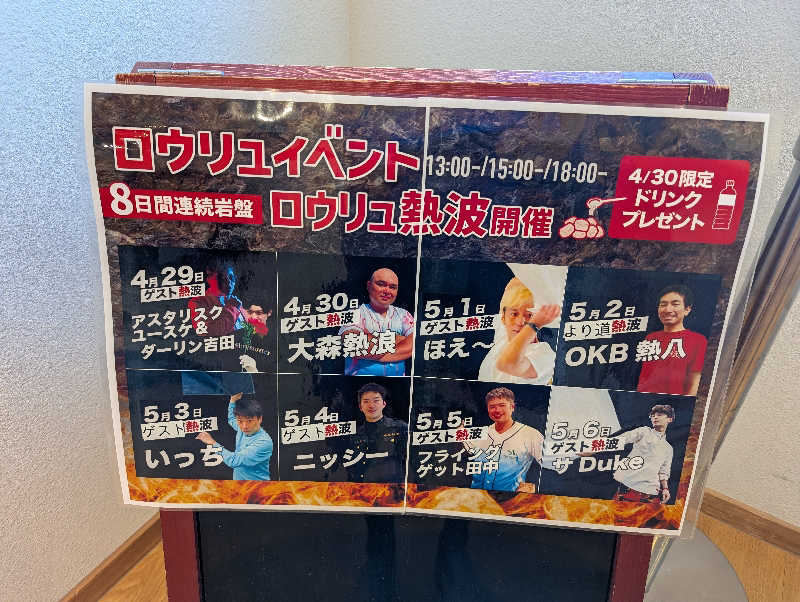 ロウリュイベント 13:00~/15:00~/18:00~
8日間連続岩盤 ロウリュ熱波開催
4/30限定
ドリンク
プレゼント
4月29日
ゲスト熱波
アスタリスク
ユースケ&
ダーリン吉田
4月30日
ゲスト熱波
大森熱浪
5月1日
ゲスト熱波
ほえ～
5月2日
より道熱波
OKB 熱八
5月3日
ゲスト熱波
いっち
5月4日
ゲスト熱波
ニッシー
5月5日
ゲスト熱波
フライング
ゲット田中
5月6日
ゲスト熱波
サDuke